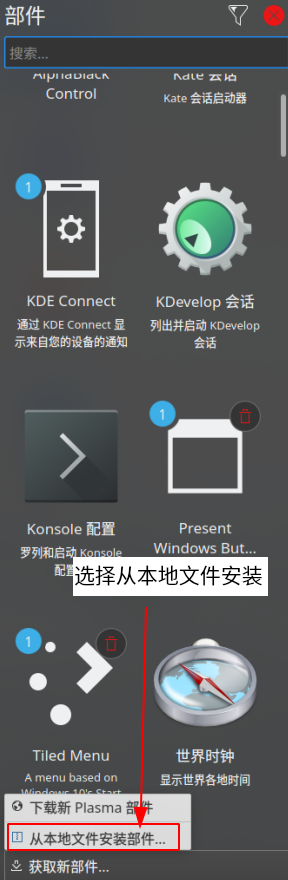 部件
搜索...
AlphaBlack
Control
Kate 会话
Kate 会话启动器
1
KDE Connect
通过 KDE Connect 显
示来自您的设备的通知
KDevelop 会话
列出并启动 KDevelop
会话
Konsole 配置
罗列和启动 Konsole
配置
1
Present
Windows But...
选择从本地文件安装
1
Tiled Menu
A menu based on
Windows 10's Start
世界时钟
显示世界各地时间
下载新 Plasma 部件
从本地文件安装部件...
获取新部件...